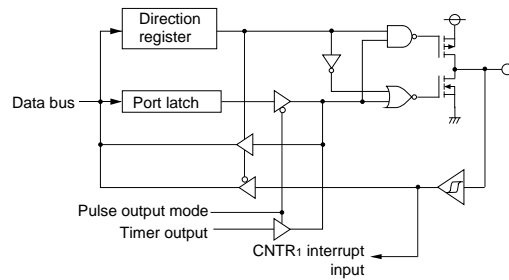 Direction
register
Data bus
Port latch
Pulse output mode
Timer output
CNTR1 interrupt
input